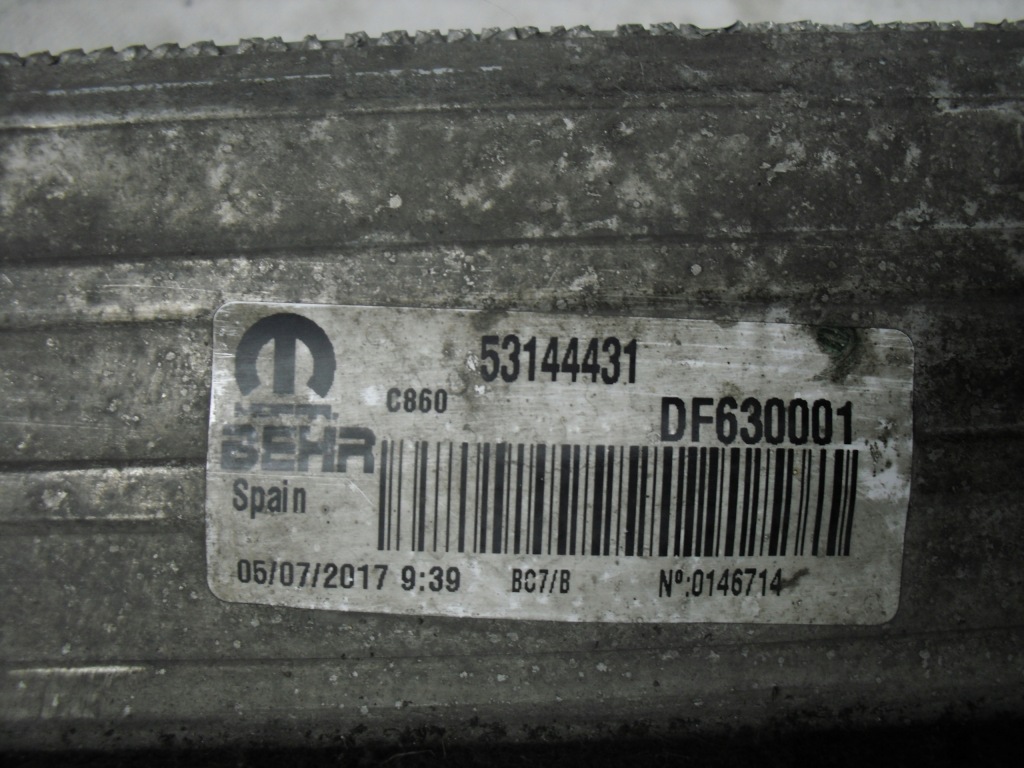 53144431
C860
DF630001
BEHR
Spain
05/07/2017 9:39 BC7/B Nº:0146714